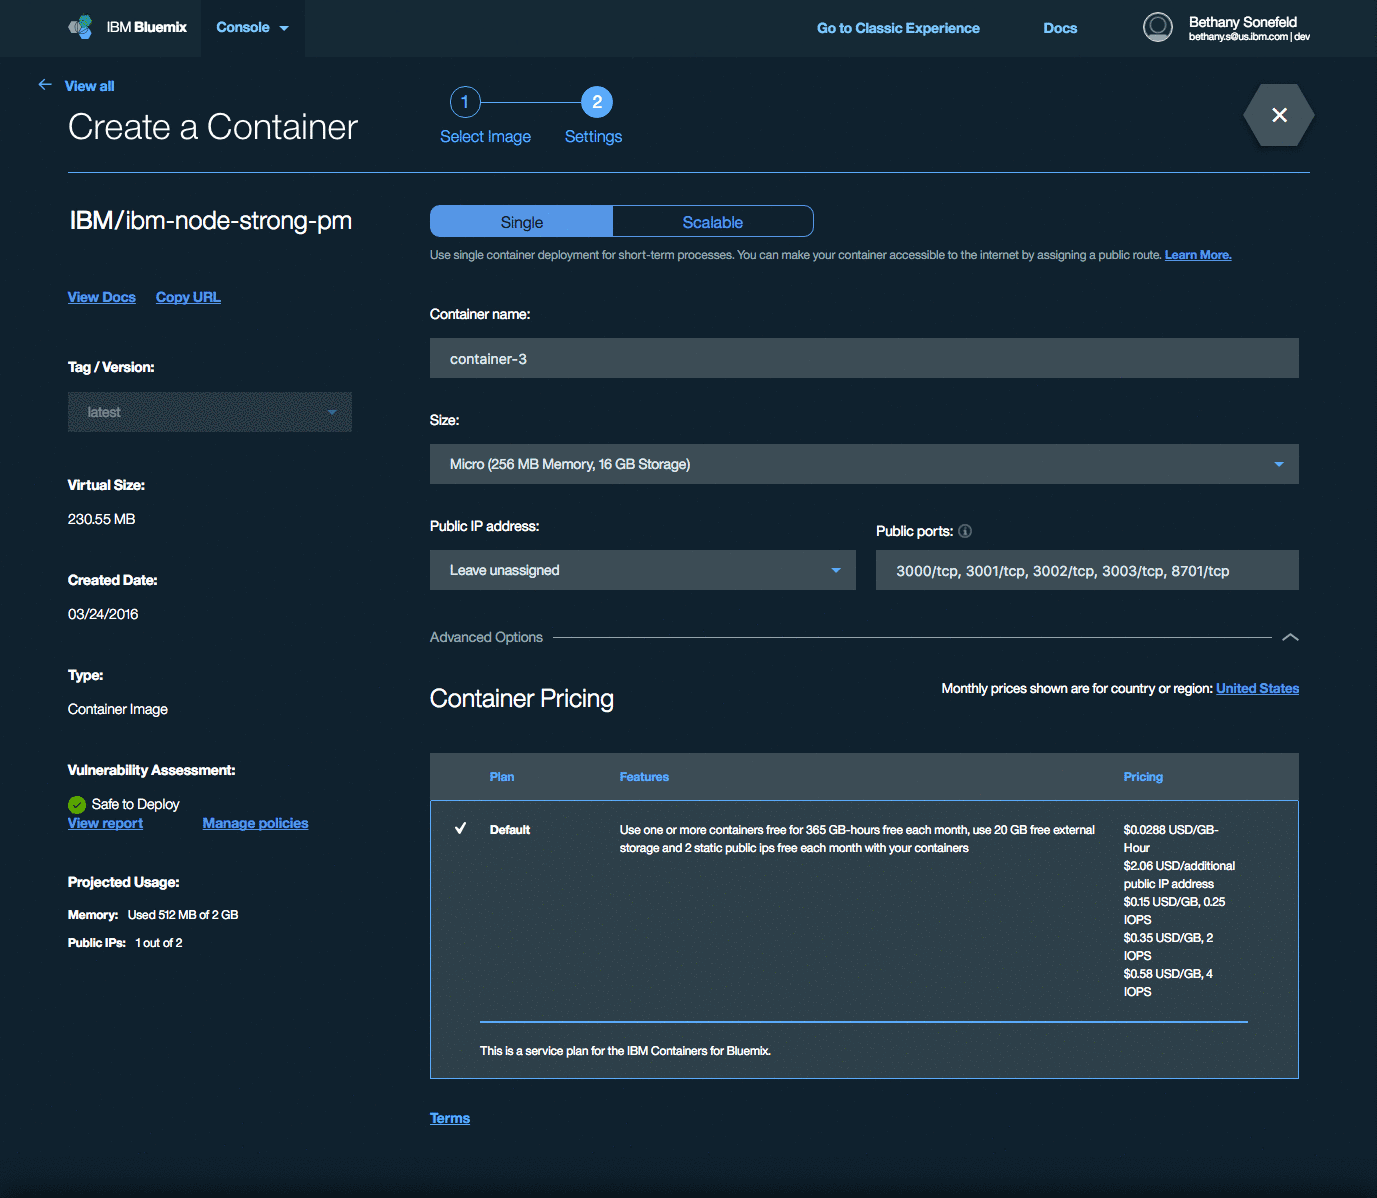 IBM Bluemix
Console
Go to Classic Experience
Docs
Bethany Sonefeld
bethany.s@us.ibm.com | dev
View all
Create a Container
1
2
Select Image
Settings
IBM/ibm-node-strong-pm
View Docs
Copy URL
Tag / Version:
latest
Virtual Size:
230.55 MB
Created Date:
03/24/2016
Type:
Container Image
Vulnerability Assessment:
Safe to Deploy
View report
Manage policies
Projected Usage:
Memory: Used 512 MB of 2 GB
Public IPs: 1 out of 2
Single
Scalable
Use single container deployment for short-term processes. You can make your container accessible to the internet by assigning a public route. Learn More.
Container name:
container-3
Size:
Micro (256 MB Memory, 16 GB Storage)
Public IP address:
Leave unassigned
Public ports:
3000/tcp, 3001/tcp, 3002/tcp, 3003/tcp, 8701/tcp
Advanced Options
Container Pricing
Monthly prices shown are for country or region: United States
Plan
Features
Pricing
Default
Use one or more containers free for 365 GB-hours free each month, use 20 GB free external
storage and 2 static public ips free each month with your containers
$0.0288 USD/GB-
Hour
$2.06 USD/additional
public IP address
$0.15 USD/GB, 0.25
IOPS
$0.35 USD/GB, 2
IOPS
$0.58 USD/GB, 4
IOPS
This is a service plan for the IBM Containers for Bluemix.
Terms